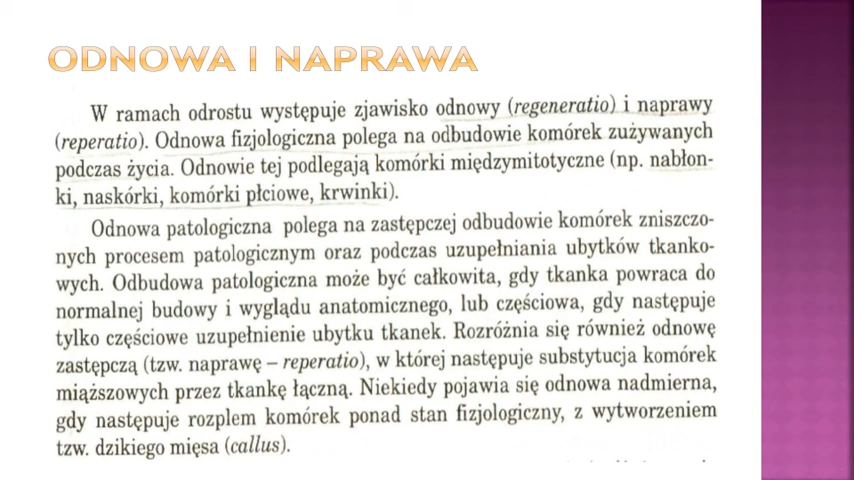 ODNOWA I NAPRAWA
W ramach odrostu występuje zjawisko odnowy (regeneratio) i naprawy
(reperatio). Odnowa fizjologiczna polega na odbudowie komórek zużywanych
podczas życia. Odnowie tej podlegają komórki międzymitotyczne (np. nabłon-
ki, naskórki, komórki płciowe, krwinki).
Odnowa patologiczna polega na zastępczej odbudowie komórek zniszczo-
nych procesem patologicznym oraz podczas uzupełniania ubytków tkanko-
wych. Odbudowa patologiczna może być całkowita, gdy tkanka powraca do
normalnej budowy i wyglądu anatomicznego, lub częściowa, gdy następuje
tylko częściowe uzupełnienie ubytku tkanek. Rozróżnia się również odnowę
zastępczą (tzw. naprawę – reperatio), w której następuje substytucja komórek
miąższowych przez tkankę łączną. Niekiedy pojawia się odnowa nadmierna,
gdy następuje rozplem komórek ponad stan fizjologiczny, z wytworzeniem
tzw. dzikiego mięsa (callus).